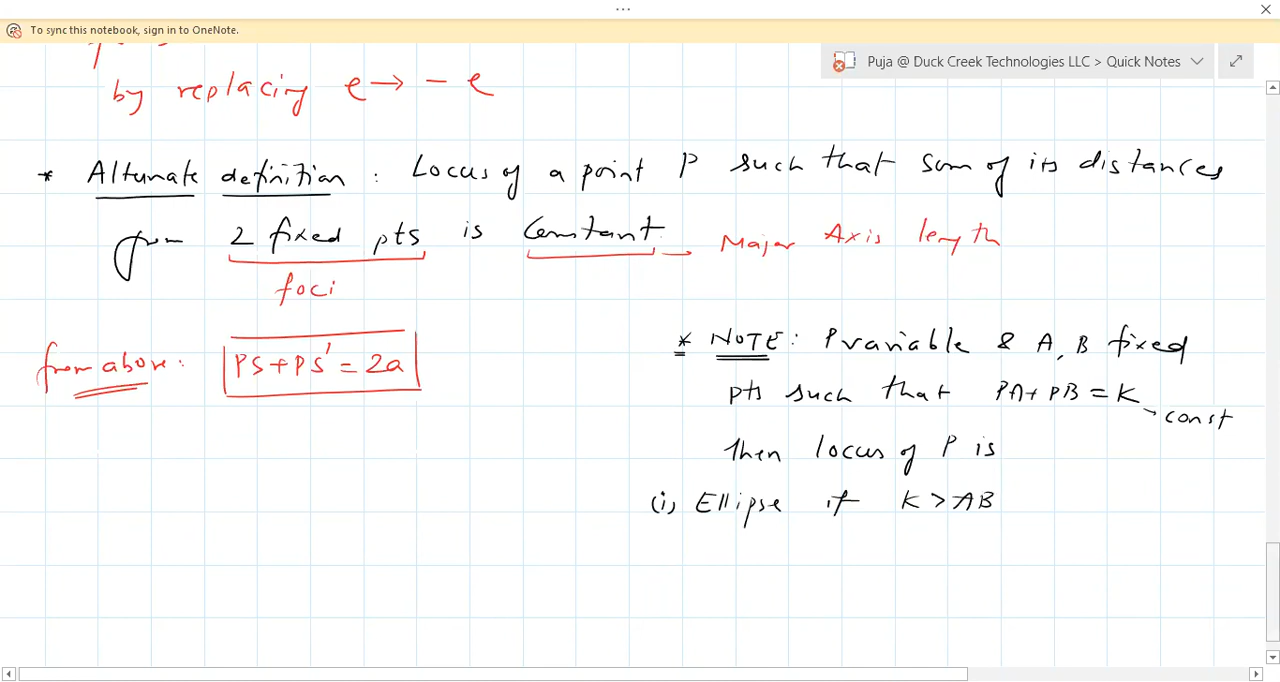 To sync this notebook, sign in to OneNote.
Puja @ Duck Creek Technologies LLC > Quick Notes
by replacing e → - e
* Alternate definition : Locus of a point P such that sum of its distances
from 2 fixed pts is constant. → Major Axis length
foci
from above : PS + PS' = 2a
* NOTE : P variable & A, B fixed
pts such that PA + PB = K → const
then locus of P is
(i) Ellipse if K > AB